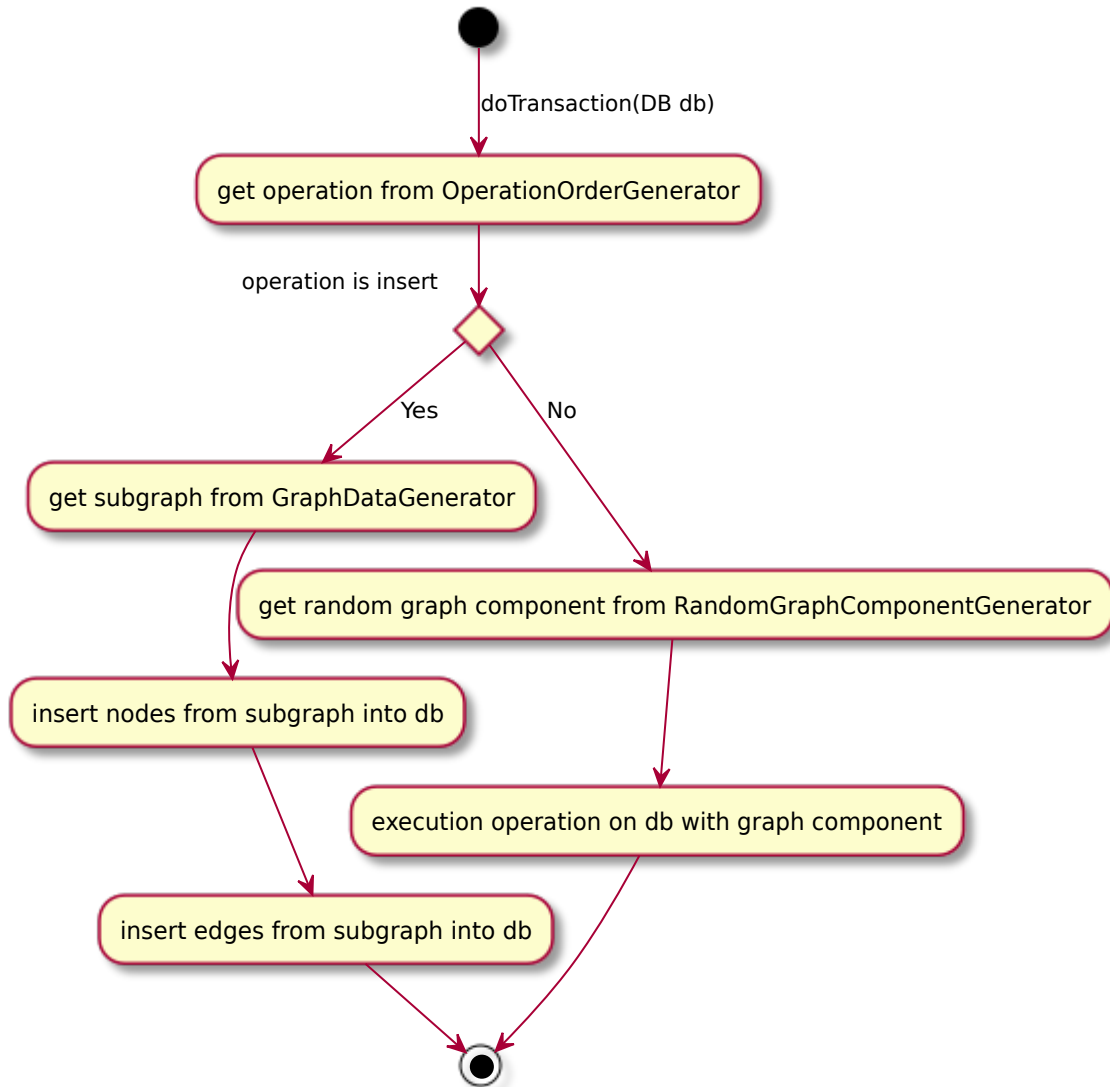 doTransaction(DB db)
get operation from OperationOrderGenerator
operation is insert
Yes
No
get subgraph from GraphDataGenerator
get random graph component from RandomGraphComponentGenerator
insert nodes from subgraph into db
execution operation on db with graph component
insert edges from subgraph into db